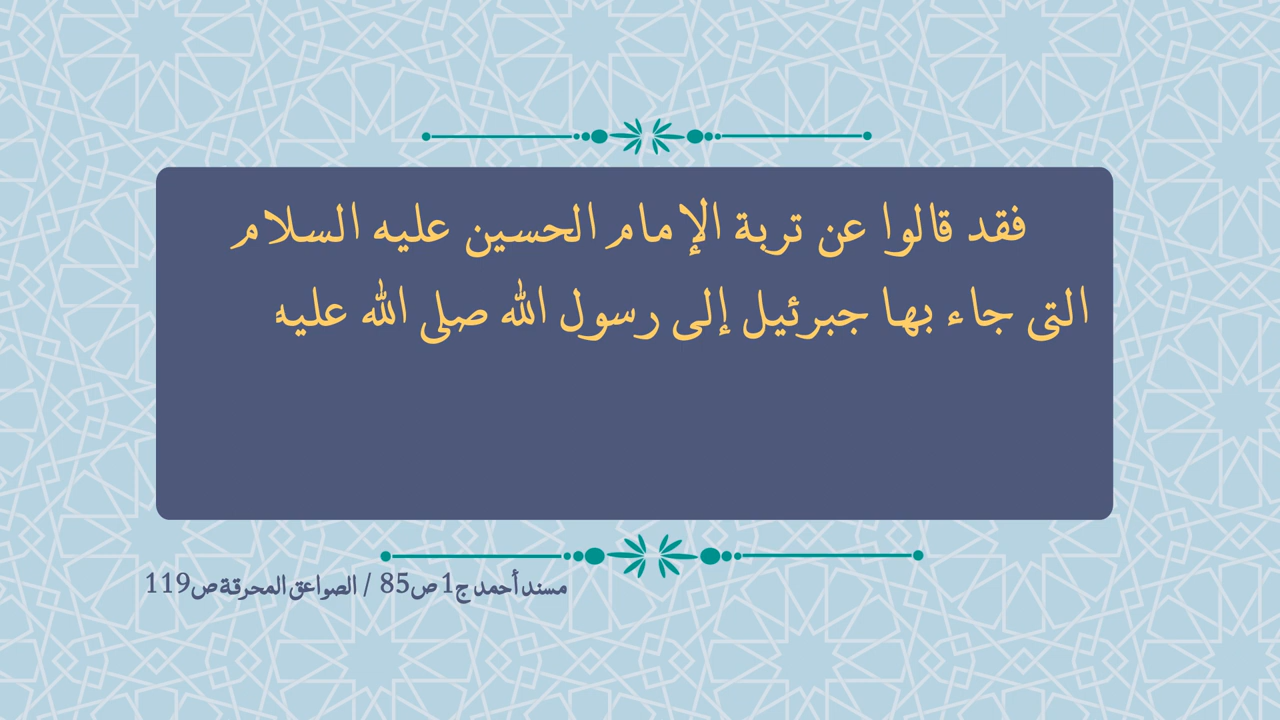 فقد قالوا عن تربة الإمام الحسين عليه السلام
التى جاء بها جبرئيل إلى رسول الله صلى الله عليه
مسند أحمد ج1 ص85 / الصواعق المحرقة ص119